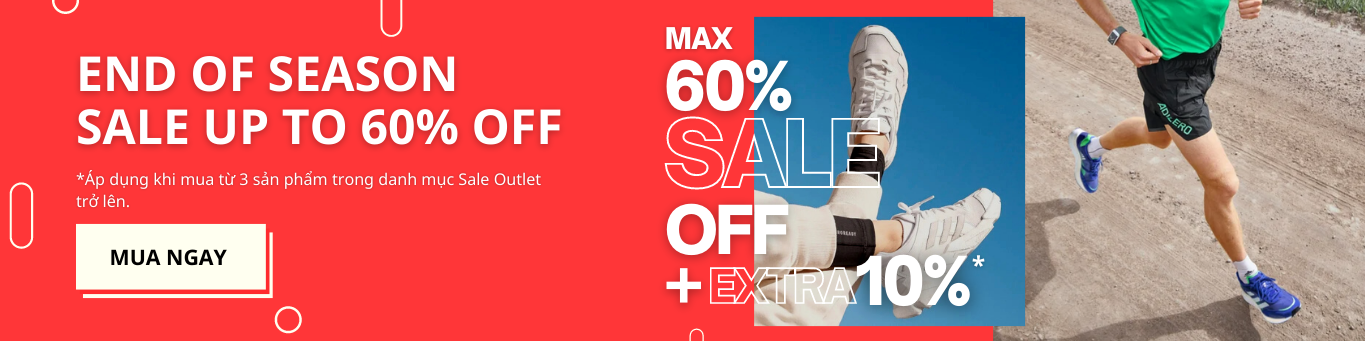 END OF SEASON
SALE UP TO 60% OFF
*Áp dụng khi mua từ 3 sản phẩm trong danh mục Sale Outlet
trở lên.
MUA NGAY
MAX
60%
SALE
OFF
+ EXTRA 10%*
ADIZERO